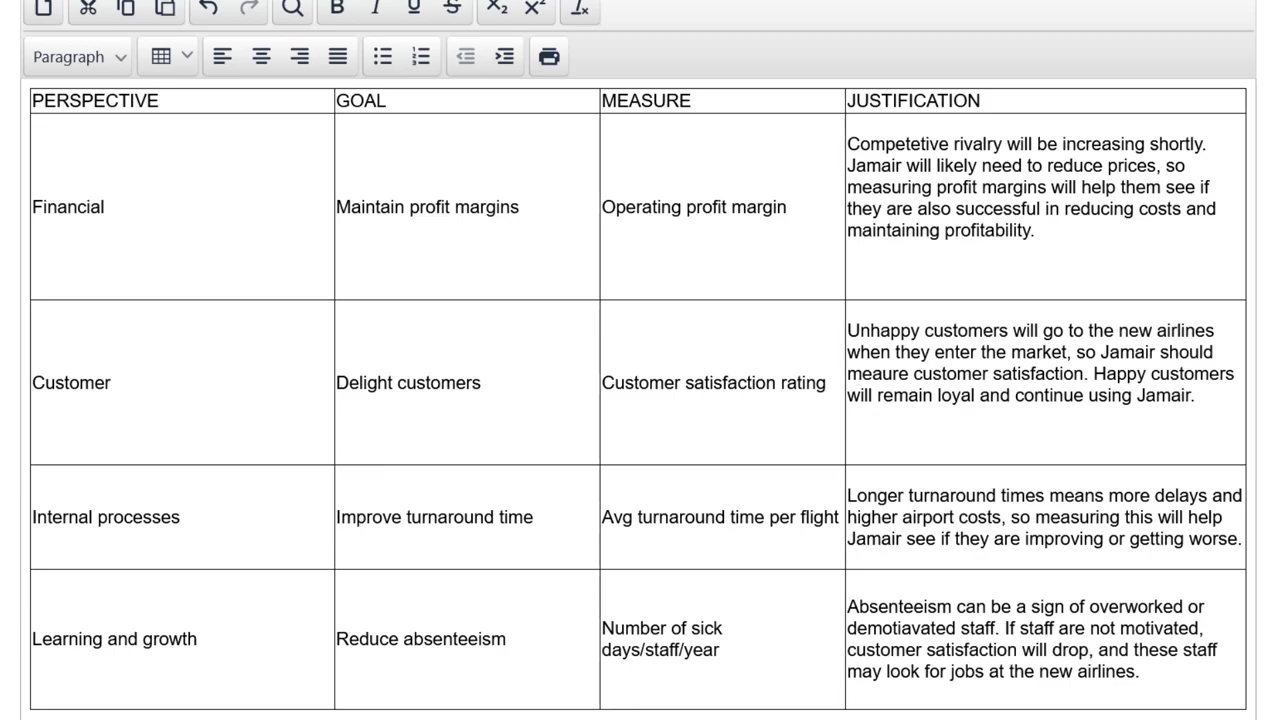 Paragraph
PERSPECTIVE GOAL MEASURE JUSTIFICATION
Financial
Maintain profit margins
Operating profit margin
Competetive rivalry will be increasing shortly.
Jamair will likely need to reduce prices, so
measuring profit margins will help them see if
they are also successful in reducing costs and
maintaining profitability.
Customer
Delight customers
Customer satisfaction rating
Unhappy customers will go to the new airlines
when they enter the market, so Jamair should
meaure customer satisfaction. Happy customers
will remain loyal and continue using Jamair.
Internal processes
Improve turnaround time
Avg turnaround time per flight
Longer turnaround times means more delays and
higher airport costs, so measuring this will help
Jamair see if they are improving or getting worse.
Learning and growth
Reduce absenteeism
Number of sick
days/staff/year
Absenteeism can be a sign of overworked or
demotiavated staff. If staff are not motivated,
customer satisfaction will drop, and these staff
may look for jobs at the new airlines.